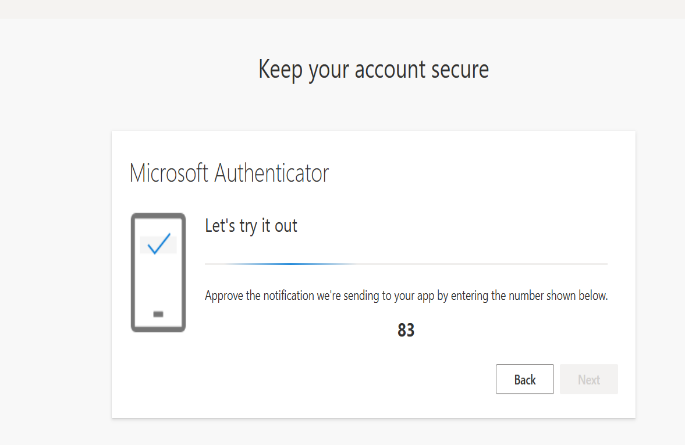 Keep your account secure
Microsoft Authenticator
Let's try it out
Approve the notification we're sending to your app by entering the number shown below.
83
Back
Next